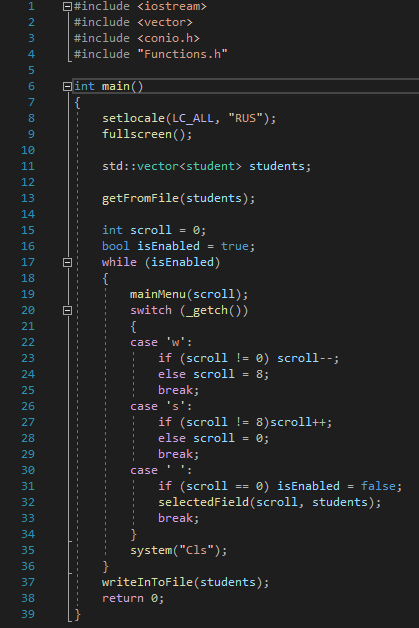 1 #include <iostream>
2 #include <vector>
3 #include <conio.h>
4 #include "Functions.h"
5
6 int main()
7 {
8 setlocale(LC_ALL, "RUS");
9 fullscreen();
10
11 std::vector<student> students;
12
13 getFromFile(students);
14
15 int scroll = 0;
16 bool isEnabled = true;
17 while (isEnabled)
18 {
19 mainMenu(scroll);
20 switch (_getch())
21 {
22 case 'w':
23 if (scroll != 0) scroll--;
24 else scroll = 8;
25 break;
26 case 's':
27 if (scroll != 8)scroll++;
28 else scroll = 0;
29 break;
30 case ' ':
31 if (scroll == 0) isEnabled = false;
32 selectedField(scroll, students);
33 break;
34 }
35 system("Cls");
36 }
37 writeInToFile(students);
38 return 0;
39 }